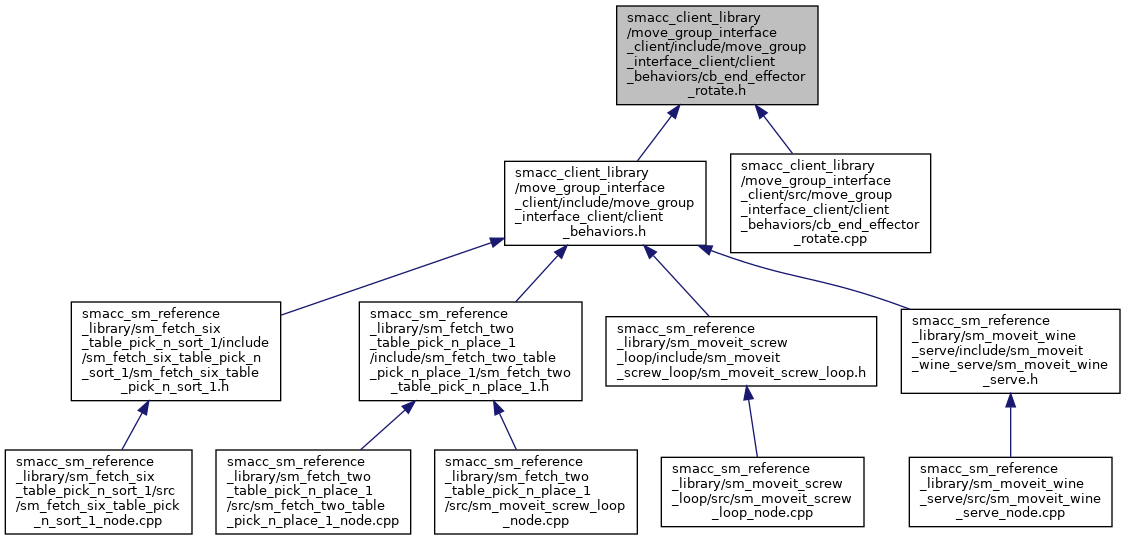 smacc_client_library
/move_group_interface
_client/include/move_group
_interface_client/client
_behaviors/cb_end_effector
_rotate.h
smacc_client_library
/move_group_interface
_client/include/move_group
_interface_client/client
_behaviors.h
smacc_client_library
/move_group_interface
_client/src/move_group
_interface_client/client
_behaviors/cb_end_effector
_rotate.cpp
smacc_sm_reference
_library/sm_fetch_six
_table_pick_n_sort_1/include
/sm_fetch_six_table_pick_n
_sort_1/sm_fetch_six_table
_pick_n_sort_1.h
smacc_sm_reference
_library/sm_fetch_two
_table_pick_n_place_1
/include/sm_fetch_two_table
_pick_n_place_1/sm_fetch_two
_table_pick_n_place_1.h
smacc_sm_reference
_library/sm_moveit_screw
_loop/include/sm_moveit
_screw_loop/sm_moveit_screw_loop.h
smacc_sm_reference
_library/sm_moveit_wine
_serve/include/sm_moveit
_wine_serve/sm_moveit_wine
_serve.h
smacc_sm_reference
_library/sm_fetch_six
_table_pick_n_sort_1/src
/sm_fetch_six_table_pick
_n_sort_1_node.cpp
smacc_sm_reference
_library/sm_fetch_two
_table_pick_n_place_1
/src/sm_fetch_two_table
_pick_n_place_1_node.cpp
smacc_sm_reference
_library/sm_fetch_two
_table_pick_n_place_1
/src/sm_moveit_screw_loop
_node.cpp
smacc_sm_reference
_library/sm_moveit_screw
_loop/src/sm_moveit_screw
_loop_node.cpp
smacc_sm_reference
_library/sm_moveit_wine
_serve/src/sm_moveit_wine
_serve_node.cpp